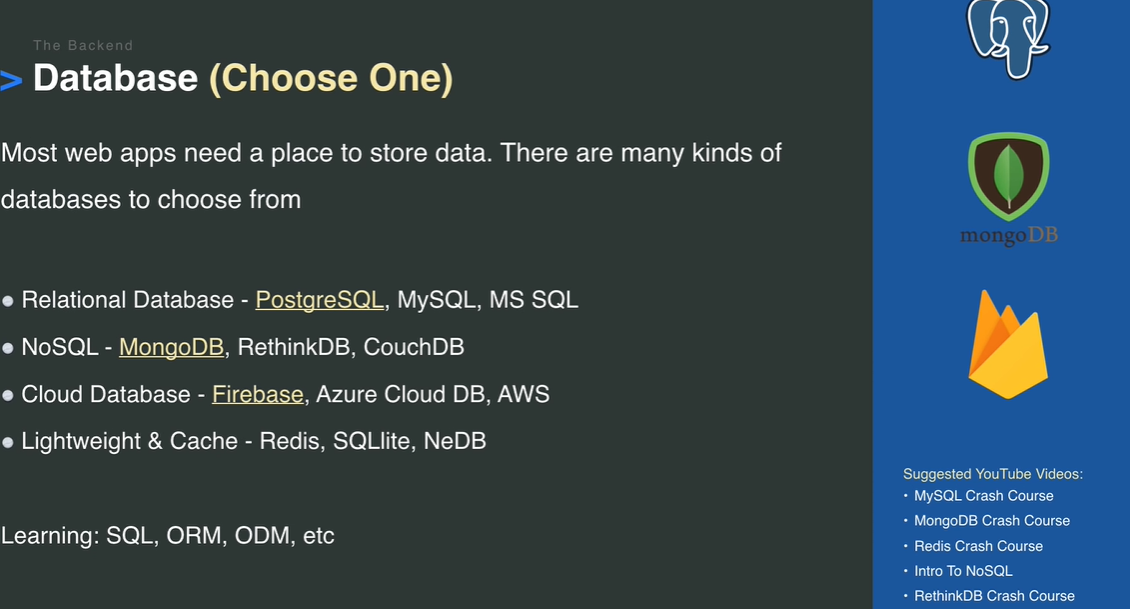 The Backend
> Database (Choose One)
Most web apps need a place to store data. There are many kinds of
databases to choose from
● Relational Database - PostgreSQL, MySQL, MS SQL
● NoSQL - MongoDB, RethinkDB, CouchDB
● Cloud Database - Firebase, Azure Cloud DB, AWS
● Lightweight & Cache - Redis, SQLlite, NeDB
Learning: SQL, ORM, ODM, etc
mongoDB
Suggested YouTube Videos:
• MySQL Crash Course
• MongoDB Crash Course
• Redis Crash Course
• Intro To NoSQL
• RethinkDB Crash Course